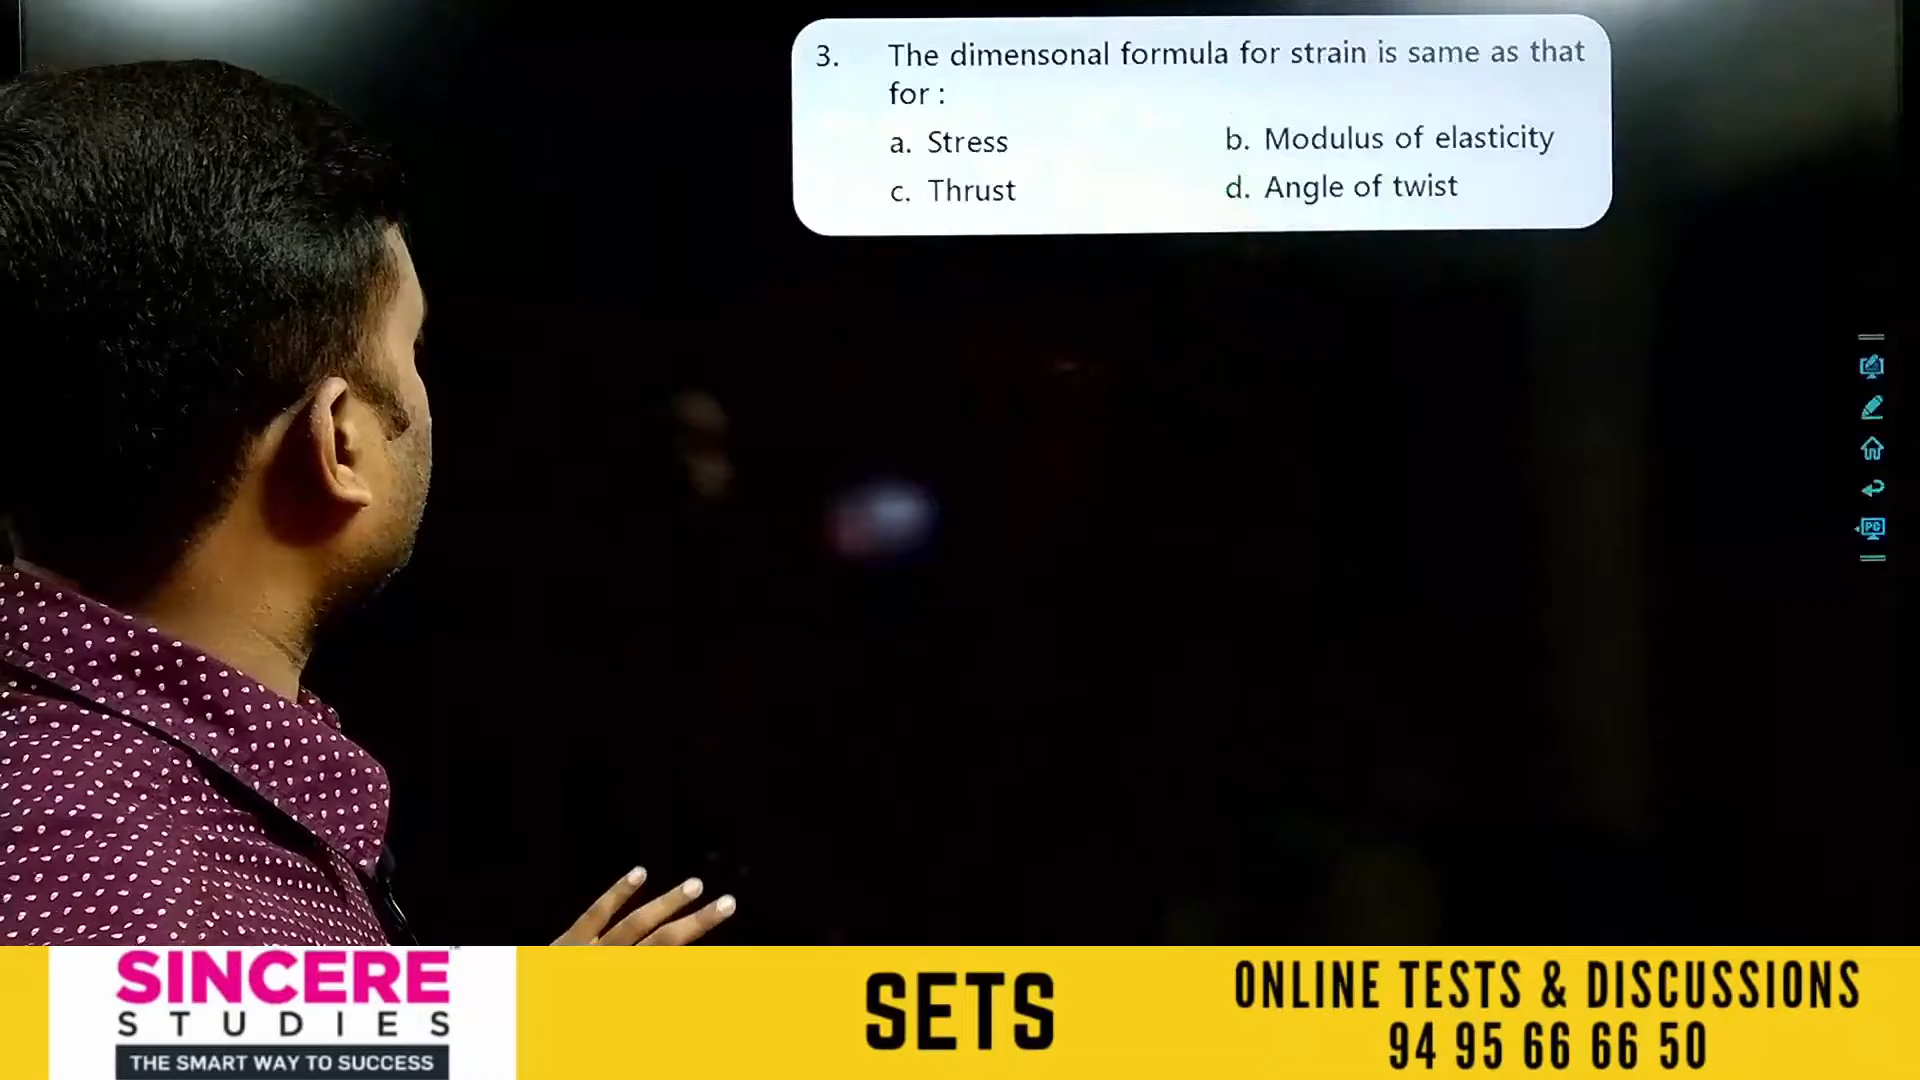 3. The dimensonal formula for strain is same as that
for :
a. Stress b. Modulus of elasticity
c. Thrust d. Angle of twist
PC
SINCERE
STUDIES
THE SMART WAY TO SUCCESS
SETS
ONLINE TESTS & DISCUSSIONS
94 95 66 66 50